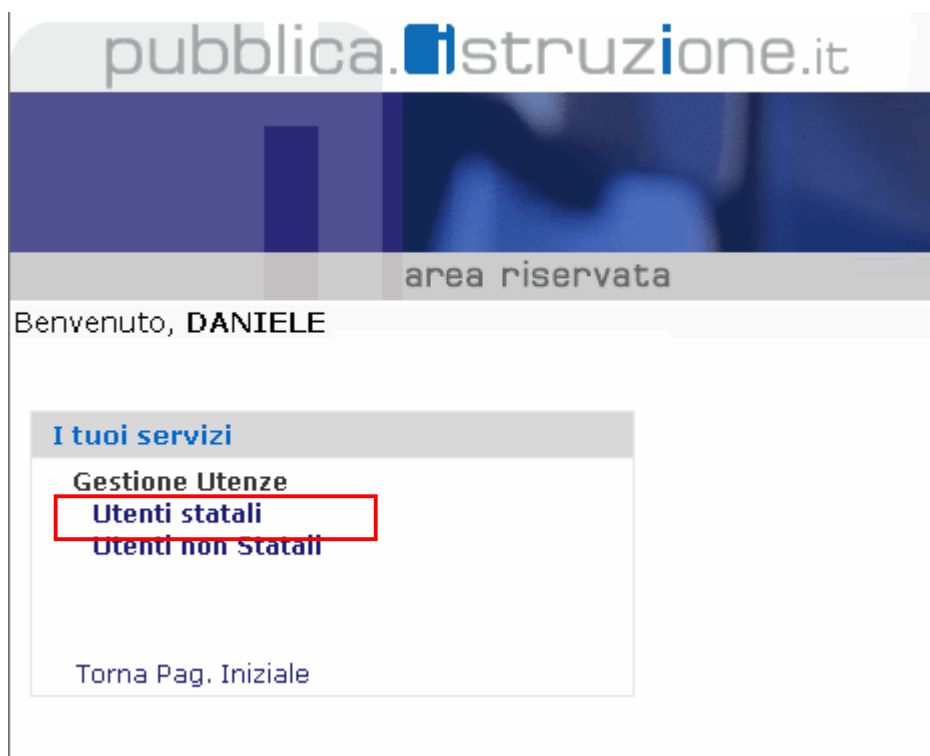 pubblica.istruzione.it
area riservata
Benvenuto, DANIELE
I tuoi servizi
Gestione Utenze
Utenti statali
Utenti non Statali
Torna Pag. Iniziale